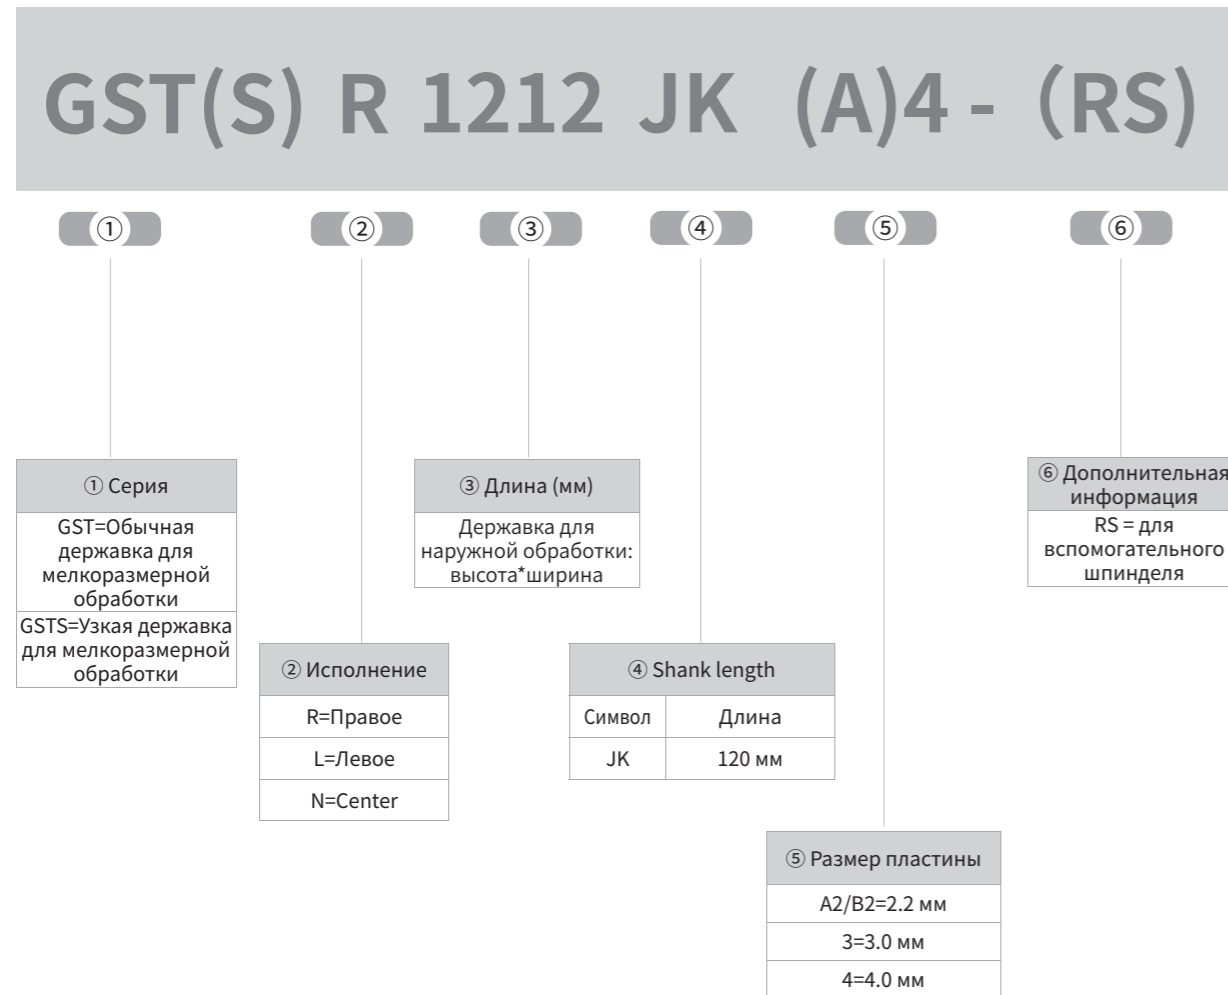 GST(S) R 1212 JK (A)4 - （RS)
① ② ③ ④ ⑤ ⑥
① Серия
GST=Обычная
державка для
мелкоразмерной
обработки
GSTS=Узкая державка
для мелкоразмерной
обработки
② Исполнение
R=Правое
L=Левое
N=Center
③ Длина (мм)
Державка для
наружной обработки:
высота*ширина
④ Shank length
Символ Длина
JK 120 мм
⑤ Размер пластины
A2/B2=2.2 мм
3=3.0 мм
4=4.0 мм
⑥ Дополнительная
информация
RS = для
вспомогательного
шпинделя